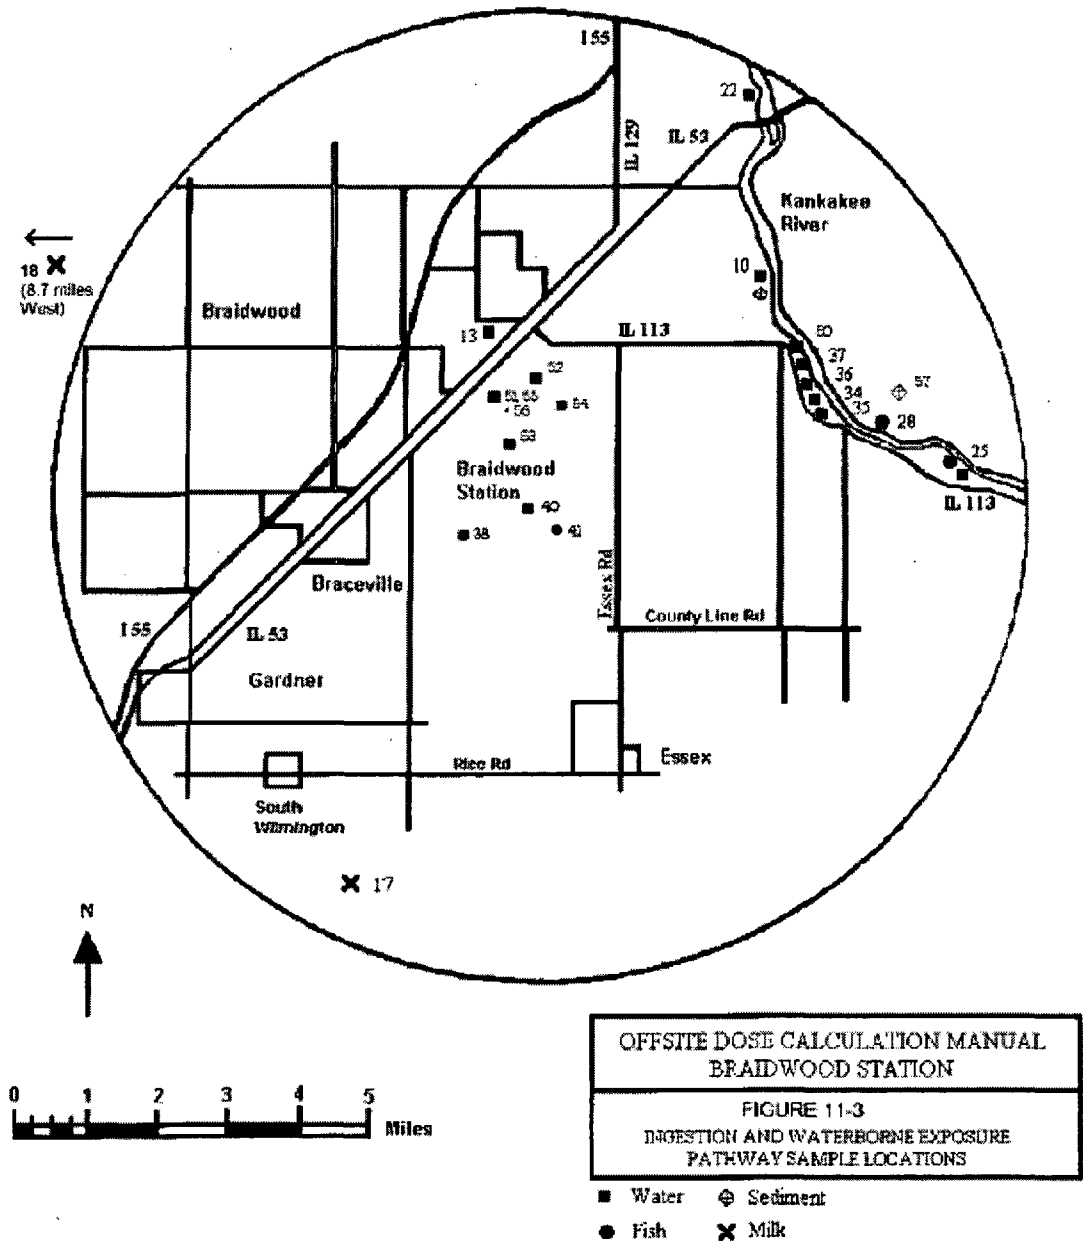 I 55
22
IL 129
IL 53
Kankakee
River
18
(8.7 miles
West)
10
Braidwood
13
IL 113
37
36
34
35
57
28
25
IL 113
52
54
56
53
Braidwood
Station
40
38
41
Essex Rd
Braceville
County Line Rd
I 55
IL 53
Gardner
Essex
Rice Rd
South
Wilmington
17
N
0 1 2 3 4 5
Miles
OFFSITE DOSE CALCULATION MANUAL
BRAIDWOOD STATION
FIGURE 11-3
INGESTION AND WATERBORNE EXPOSURE
PATHWAY SAMPLE LOCATIONS
Water Sediment
Fish Milk